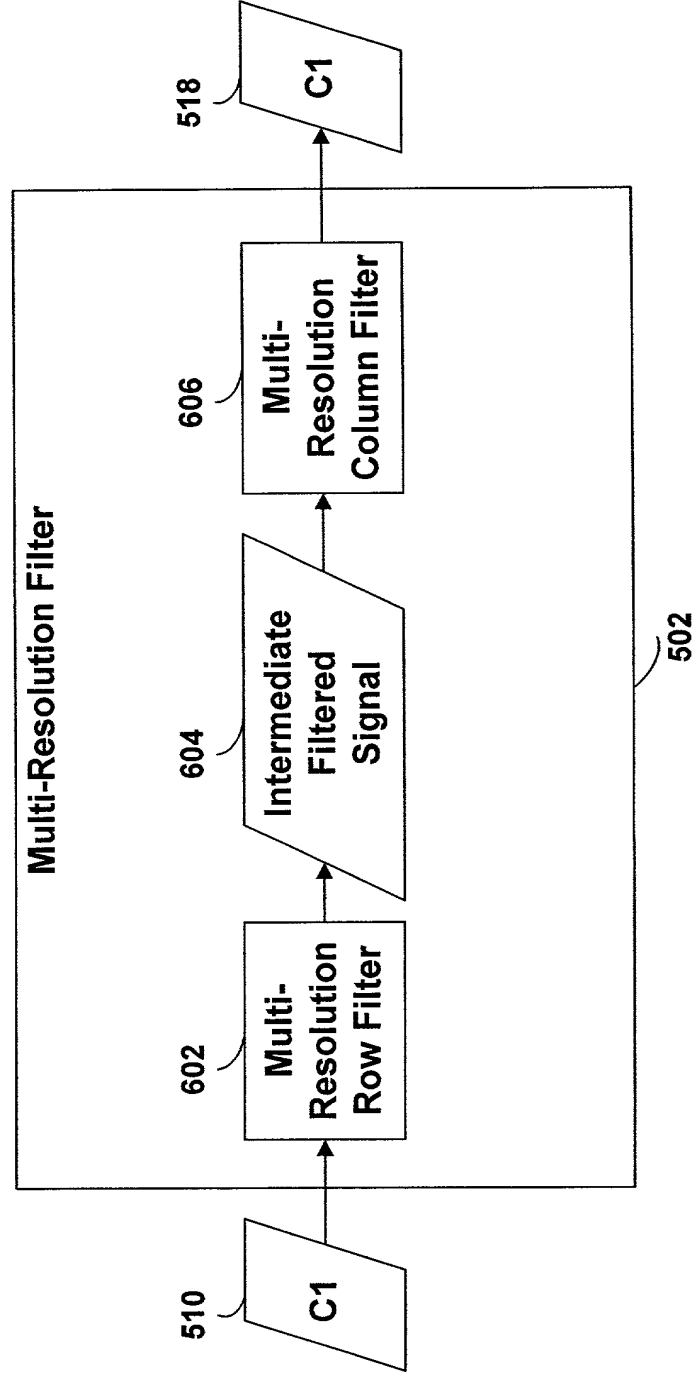 Multi-Resolution Filter
510
C1
602
Multi-
Resolution
Row Filter
604
Intermediate
Filtered
Signal
606
Multi-
Resolution
Column Filter
518
C1
502